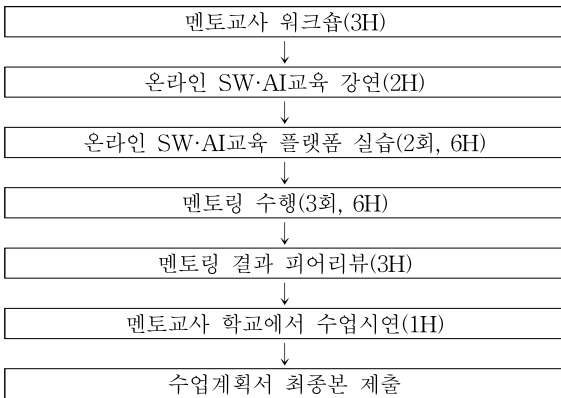 멘토교사 워크숍(3H)
온라인 SW·AI교육 강연(2H)
온라인 SW·AI교육 플랫폼 실습(2회, 6H)
멘토링 수행(3회, 6H)
멘토링 결과 피어리뷰(3H)
멘토교사 학교에서 수업시연(1H)
수업계획서 최종본 제출